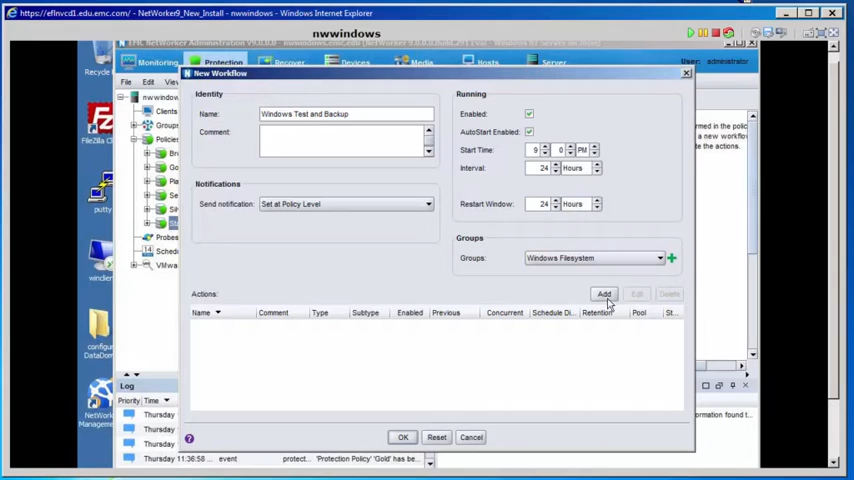 https://eflnvcd1.edu.emc.com/ - NetWorker9_New_Install - nwwindows - Windows Internet Explorer
nwwindows
EMC NetWorker Administration
Monitoring
Protection
Recover
Devices
Media
Hosts
Server
User: administrator
File Edit View
Recycle
FileZilla
putty
configure
DataDom
nwwindows
Clients
Groups
Policies
Probes
VMware
New Workflow
Identity
Name: Windows Test and Backup
Comment:
Notifications
Send notification: Set at Policy Level
Running
Enabled:
AutoStart Enabled:
Start Time: 9 0 PM
Interval: 24 Hours
Restart Window: 24 Hours
Groups
Groups: Windows Filesystem
Actions:
Add Edit Delete
Name Comment Type Subtype Enabled Previous Concurrent Schedule Di... Retention Pool St...
OK Reset Cancel
Log
Priority Time
Thursday
Thursday
Thursday
Thursday 11:36:58 event protect... 'Protection Policy' 'Gold' has be...